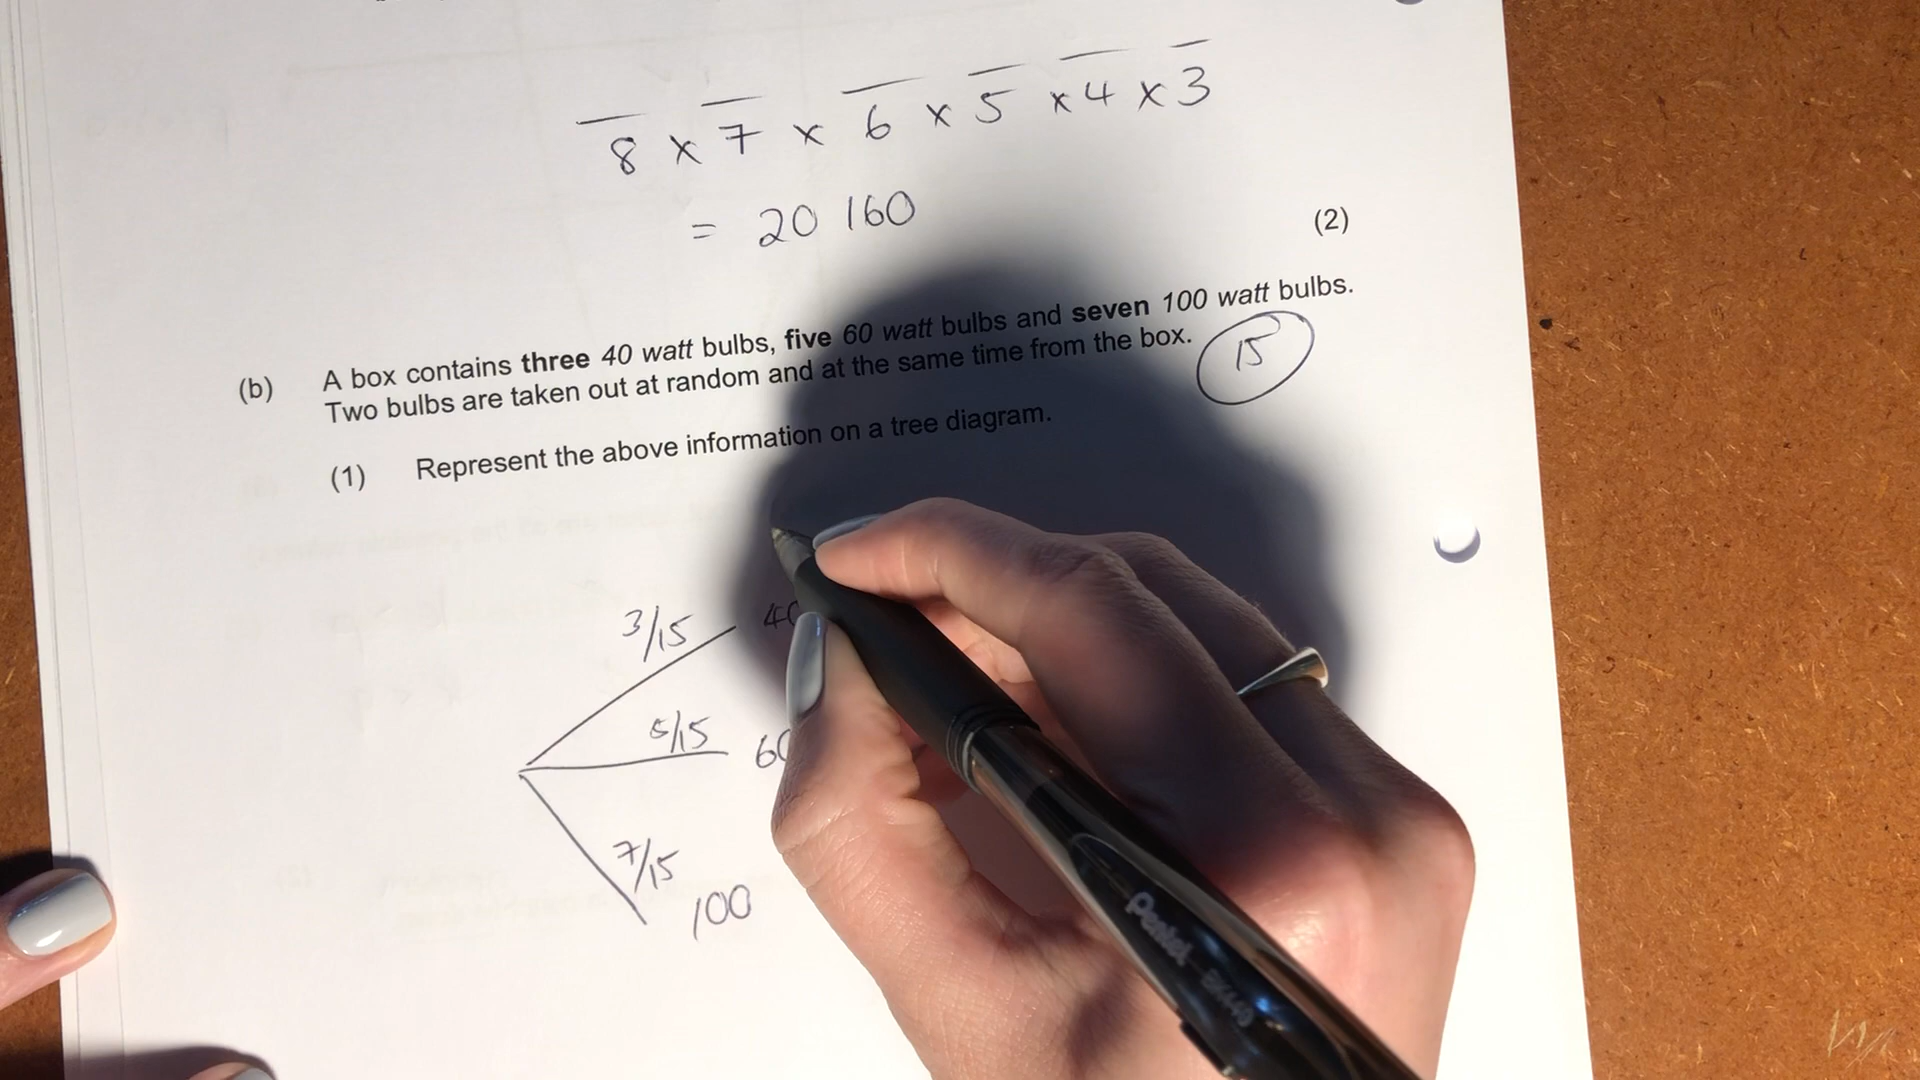 8 x 7 x 6 x 5 x 4 x 3
= 20 160
(2)
(b) A box contains three 40 watt bulbs, five 60 watt bulbs and seven 100 watt bulbs.
Two bulbs are taken out at random and at the same time from the box.
15
(1) Represent the above information on a tree diagram.
3/15 40
5/15 60
7/15
100
Pentel